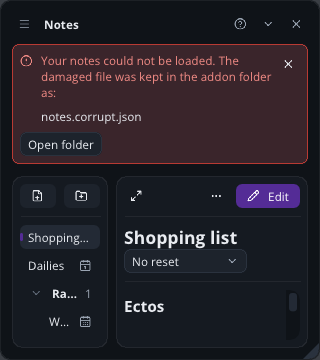 Notes
Your notes could not be loaded. The
damaged file was kept in the addon folder
as:
notes.corrupt.json
Open folder
Edit
Shopping...
Dailies
Ra... 1
W...
Shopping list
No reset
Ectos